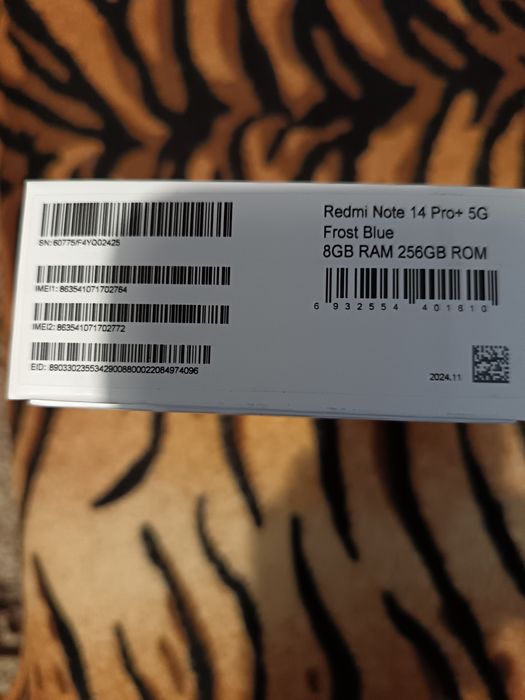 SN: 60775/F4YQ02425
IMEI1: 863541071702764
IMEI2: 863541071702772
EID: 89033023553429008800022084974096
Redmi Note 14 Pro+ 5G
Frost Blue
8GB RAM 256GB ROM
6 932554 401610
2024.11